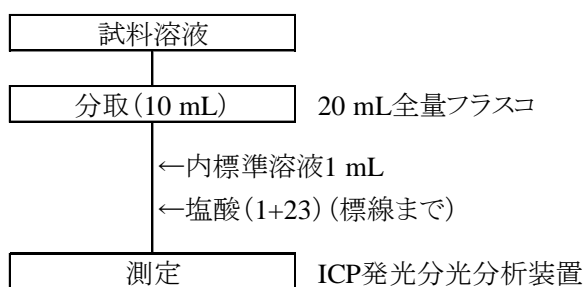 試料溶液
分取（10 mL） 20 mL全量フラスコ
←内標準溶液1 mL
←塩酸（1+23）（標線まで）
測定 ICP発光分光分析装置